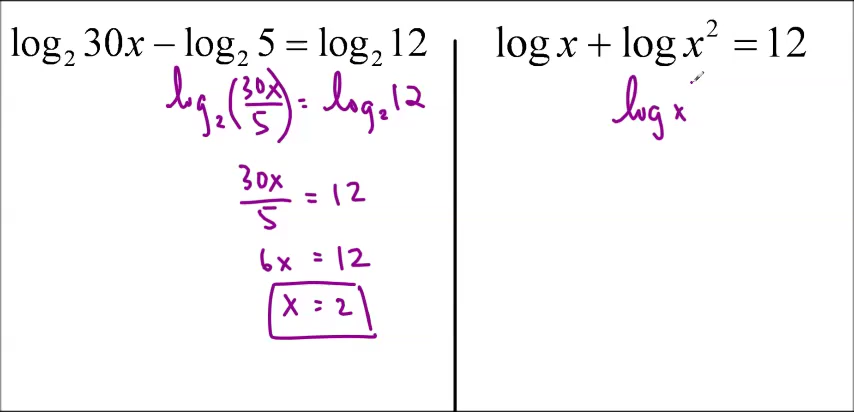 log₂ 30x − log₂ 5 = log₂ 12
log₂(30x/5) = log₂ 12
30x/5 = 12
6x = 12
x = 2
log x + log x² = 12
log x